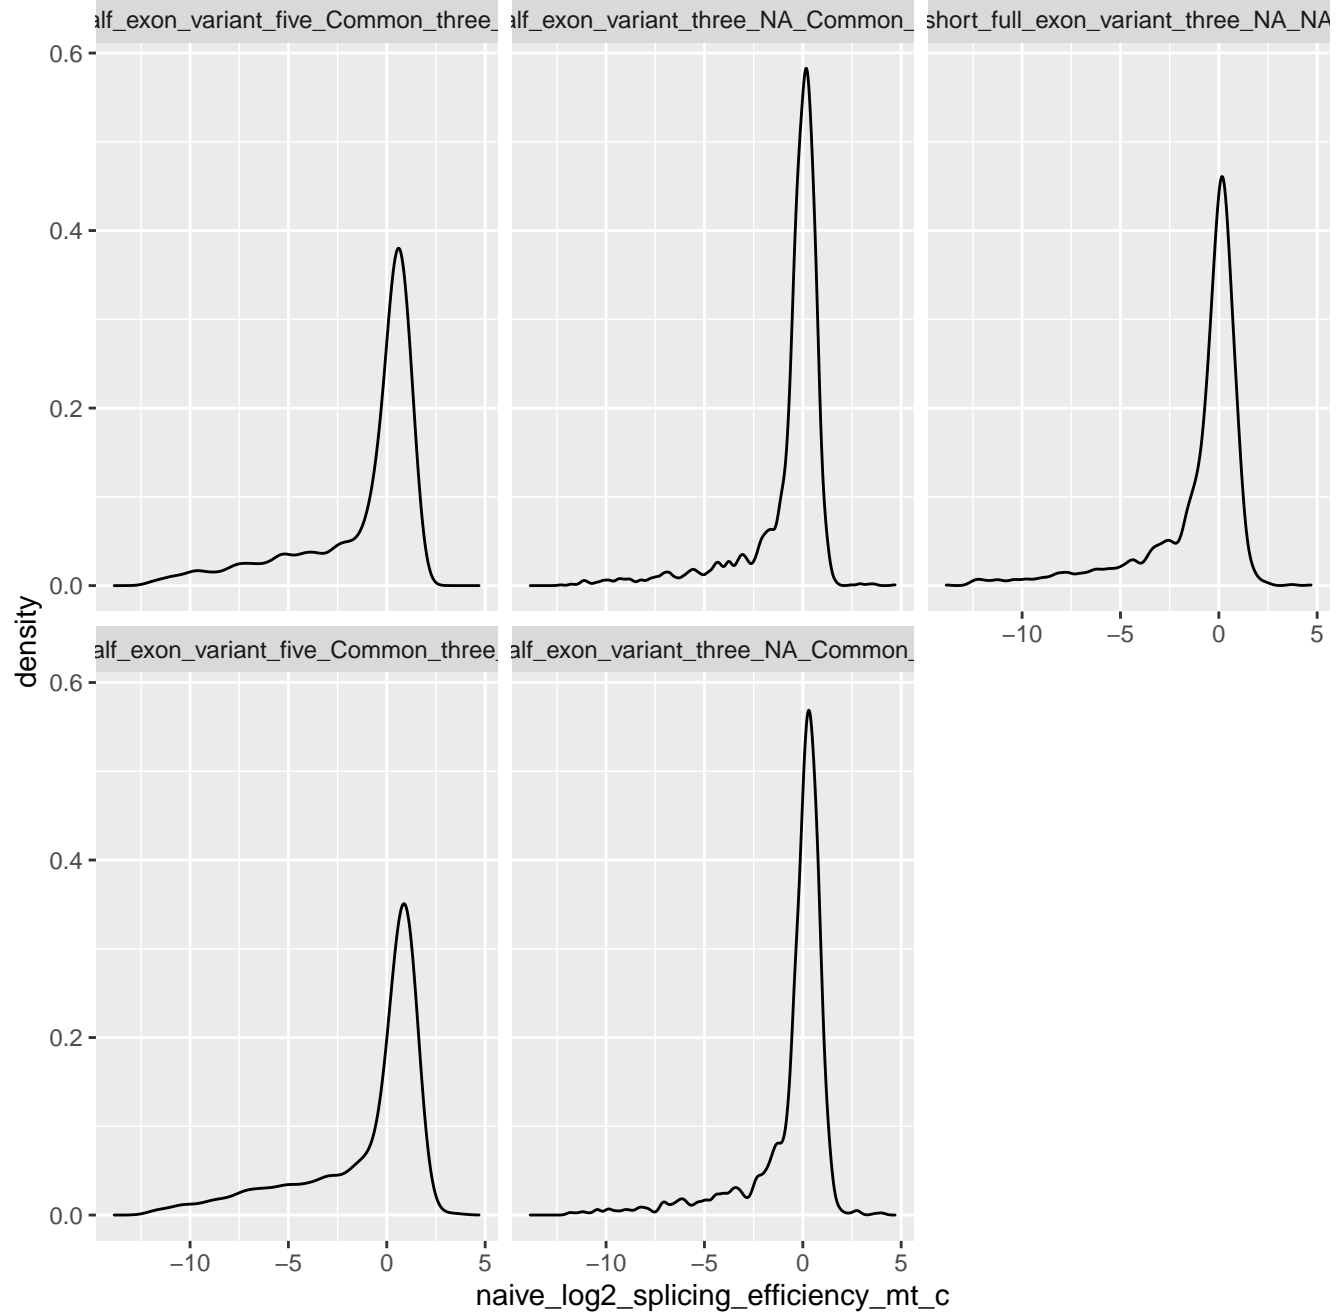 alf_exon_variant_five_Common_three_
alf_exon_variant_three_NA_Common_
short_full_exon_variant_three_NA_NA
0.6
0.4
0.2
0.0
−10 −5 0 5
alf_exon_variant_five_Common_three_
alf_exon_variant_three_NA_Common_
density
0.6
0.4
0.2
0.0
−10 −5 0 5
−10 −5 0 5
naive_log2_splicing_efficiency_mt_c